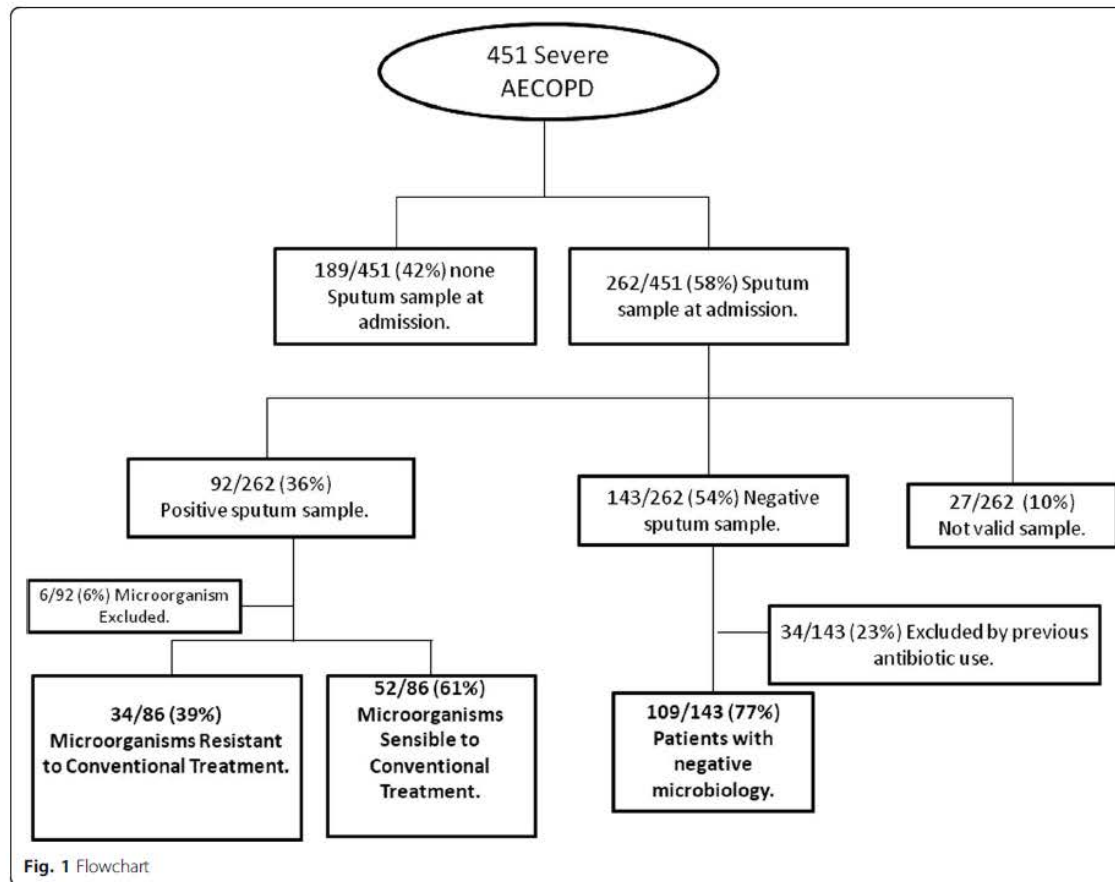 451 Severe
AECOPD
189/451 (42%) none
Sputum sample at
admission.
262/451 (58%) Sputum
sample at admission.
92/262 (36%)
Positive sputum sample.
143/262 (54%) Negative
sputum sample.
27/262 (10%)
Not valid sample.
6/92 (6%) Microorganism
Excluded.
34/143 (23%) Excluded by previous
antibiotic use.
34/86 (39%)
Microorganisms Resistant
to Conventional Treatment.
52/86 (61%)
Microorganisms
Sensible to
Conventional
Treatment.
109/143 (77%)
Patients with
negative
microbiology.
Fig. 1 Flowchart